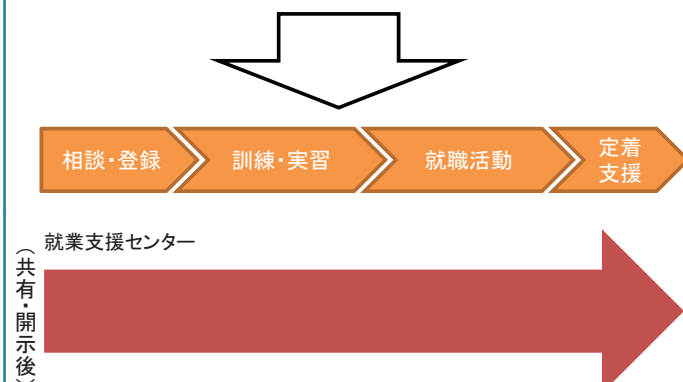 相談・登録
訓練・実習
就職活動
定着
支援
就業支援センター
（共有・開示後）